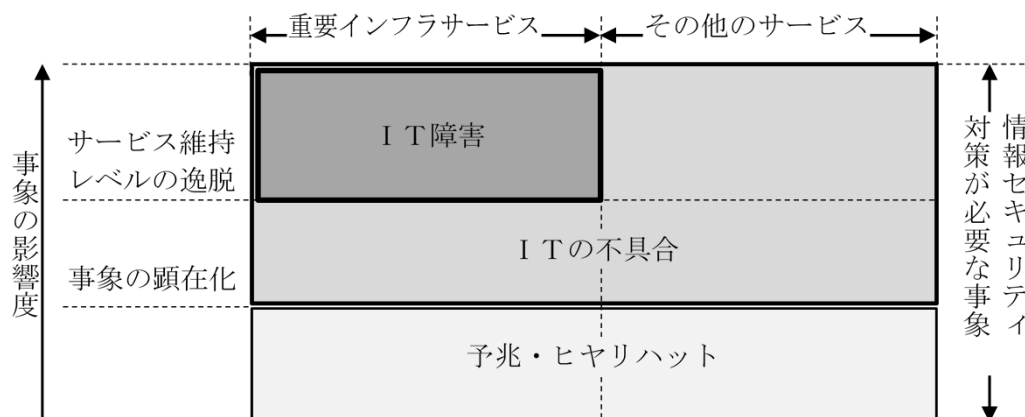 重要インフラサービス
その他のサービス
事象の影響度
サービス維持
レベルの逸脱
事象の顕在化
ＩＴ障害
ＩＴの不具合
予兆・ヒヤリハット
情報セキュリティ
対策が必要な事象